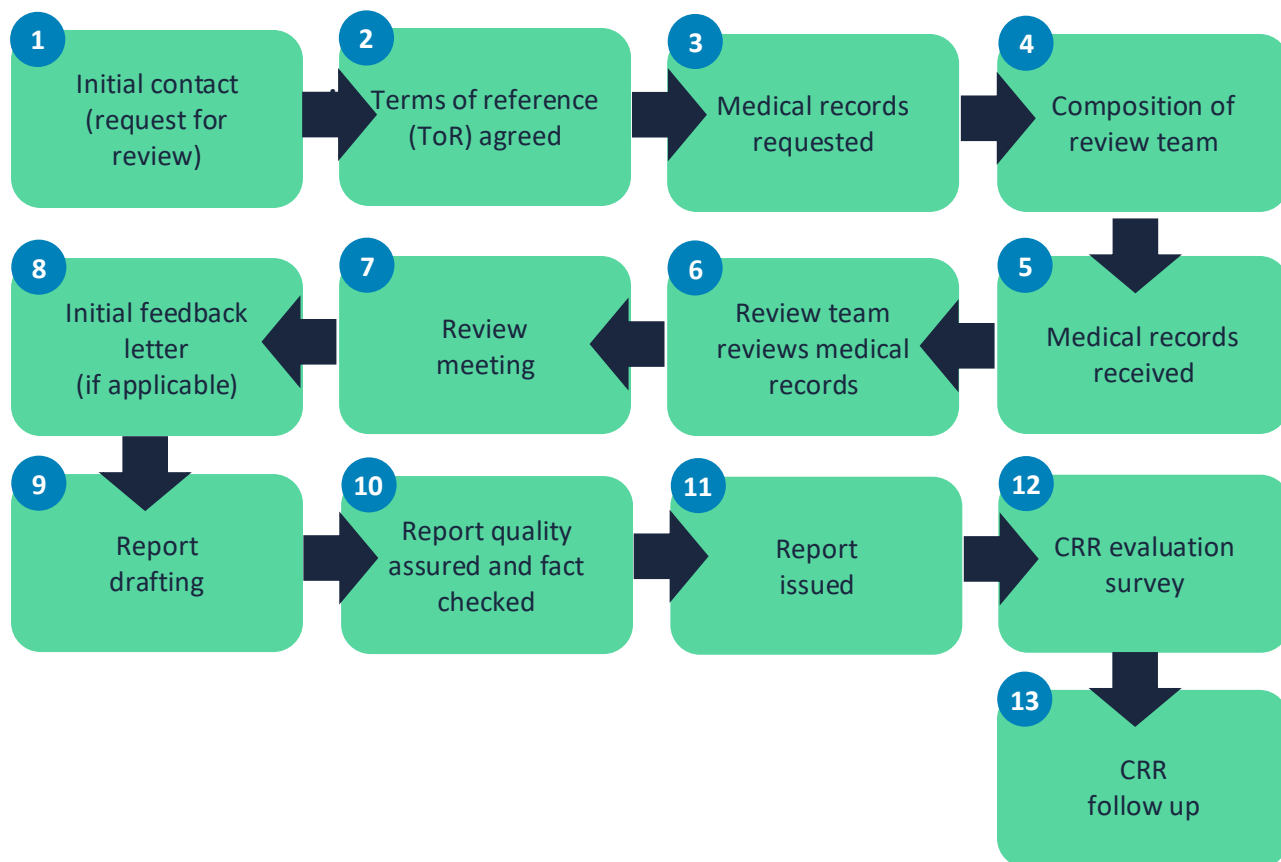 1
Initial contact
(request for
review)
2
Terms of reference
(ToR) agreed
3
Medical records
requested
4
Composition of
review team
5
Medical records
received
6
Review team
reviews medical
records
7
Review
meeting
8
Initial feedback
letter
(if applicable)
9
Report
drafting
10
Report quality
assured and fact
checked
11
Report
issued
12
CRR evaluation
survey
13
CRR
follow up